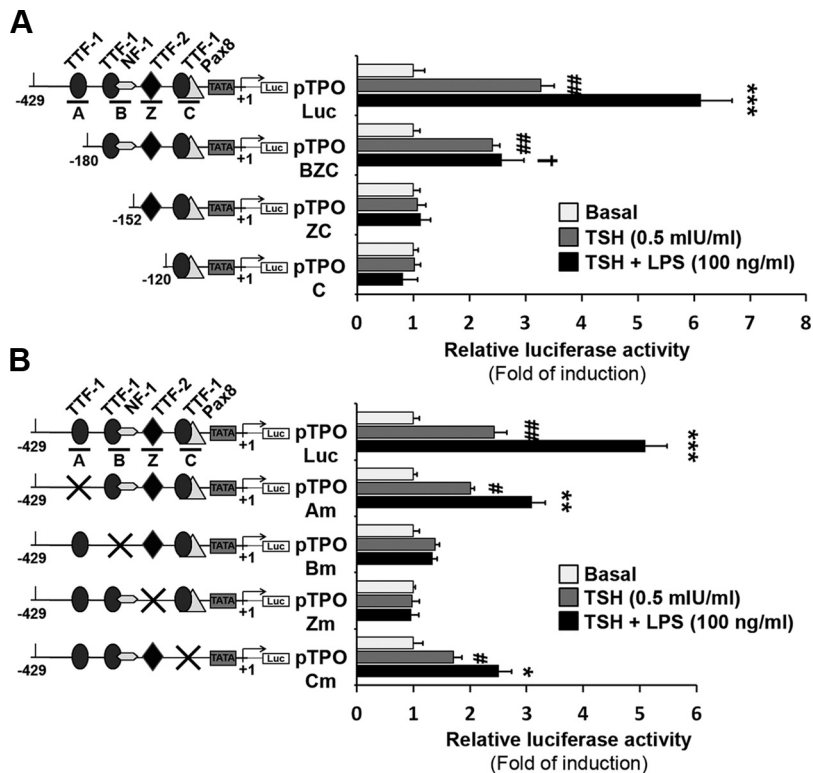 A
TTF-1 TTF-1 NF-1 TTF-2 TTF-1 Pax8
-429 A B Z C TATA +1 Luc pTPO Luc ## ***
-180 TATA +1 Luc pTPO BZC ## †
-152 TATA +1 Luc pTPO ZC
-120 TATA +1 Luc pTPO C
Basal
TSH (0.5 mIU/ml)
TSH + LPS (100 ng/ml)
0 1 2 3 4 5 6 7 8
Relative luciferase activity
(Fold of induction)
B
TTF-1 TTF-1 NF-1 TTF-2 TTF-1 Pax8
-429 A B Z C TATA +1 Luc pTPO Luc ## ***
-429 TATA +1 Luc pTPO Am # **
-429 TATA +1 Luc pTPO Bm
-429 TATA +1 Luc pTPO Zm
-429 TATA +1 Luc pTPO Cm # *
Basal
TSH (0.5 mIU/ml)
TSH + LPS (100 ng/ml)
0 1 2 3 4 5 6
Relative luciferase activity
(Fold of induction)